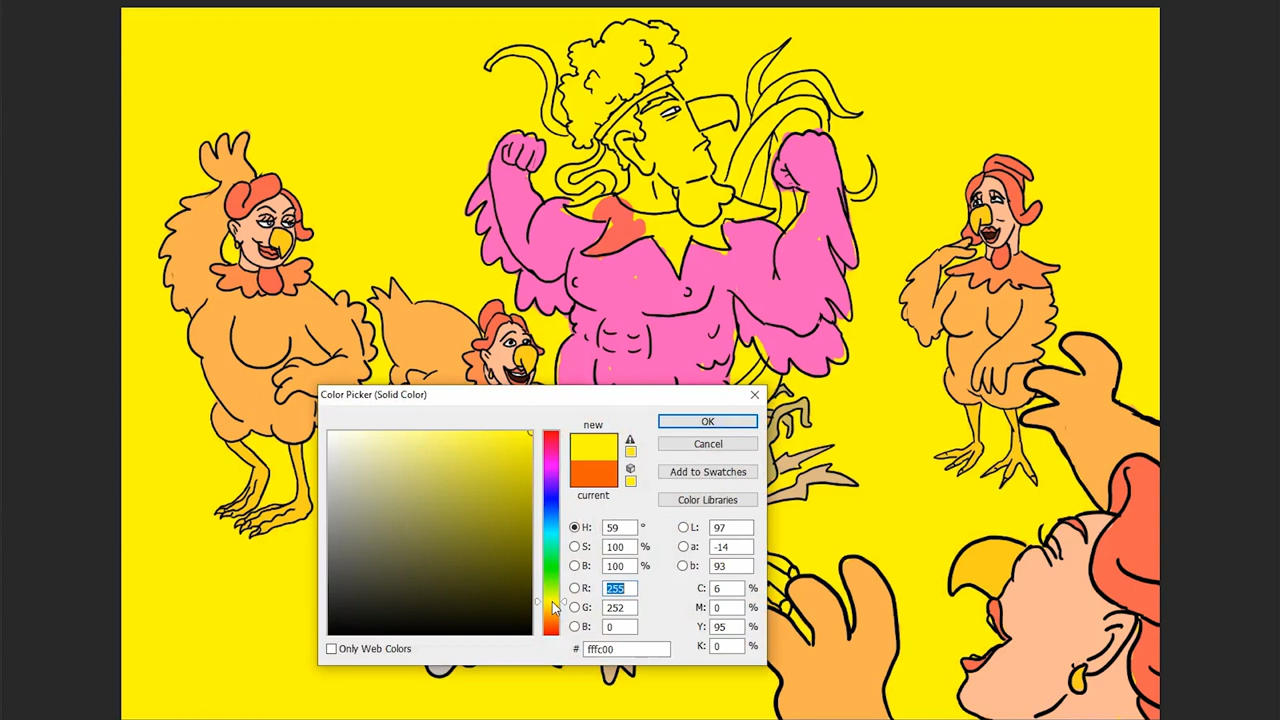 Color Picker (Solid Color)
new
current
OK
Cancel
Add to Swatches
Color Libraries
H: 59 °
S: 100 %
B: 100 %
R: 255
G: 252
B: 0
L: 97
a: -14
b: 93
C: 6 %
M: 0 %
Y: 95 %
K: 0 %
# fffc00
Only Web Colors